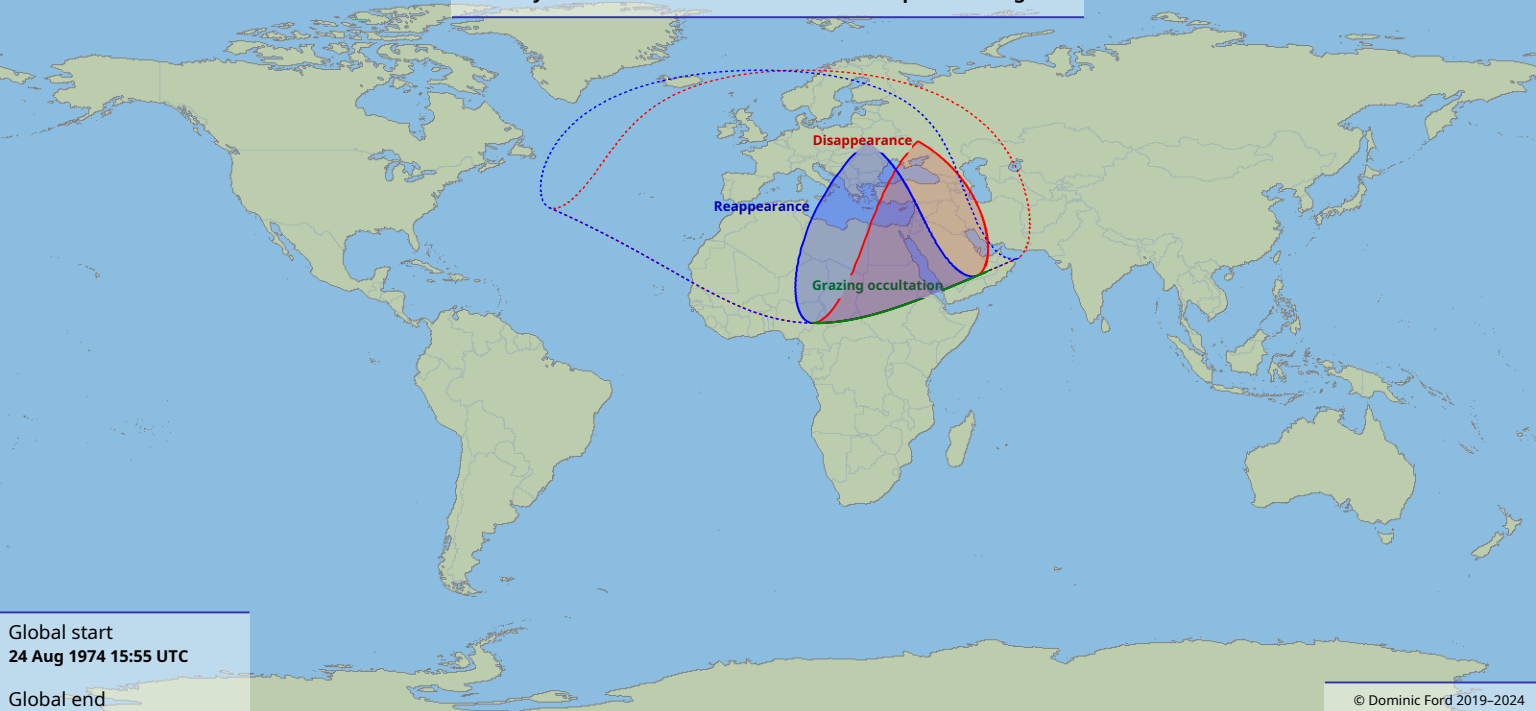 Disappearance
Reappearance
Grazing occultation
Global start
24 Aug 1974 15:55 UTC
Global end
© Dominic Ford 2019–2024